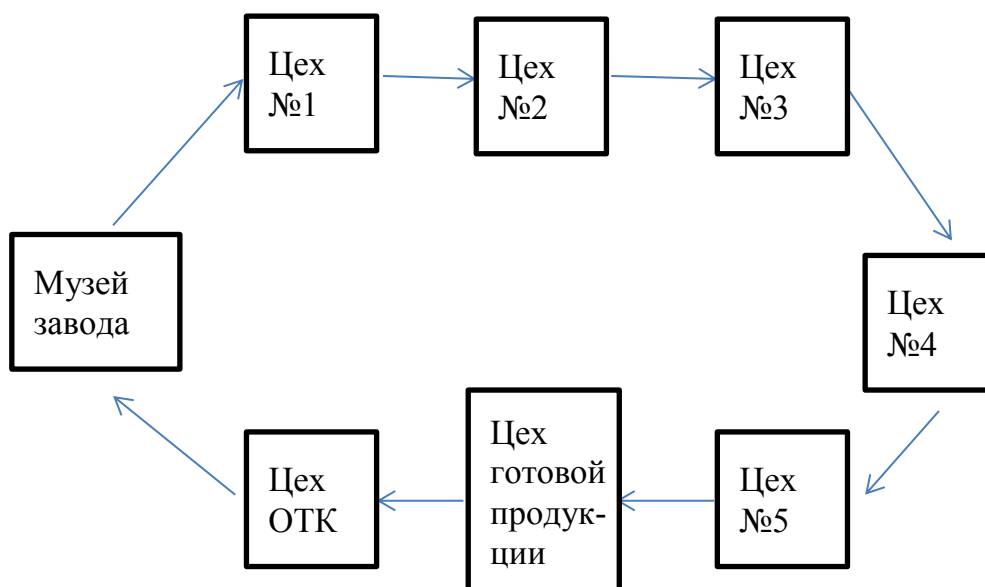 Цех
№1
Цех
№2
Цех
№3
Музей
завода
Цех
№4
Цех
ОТК
Цех
готовой
продук-
ции
Цех
№5